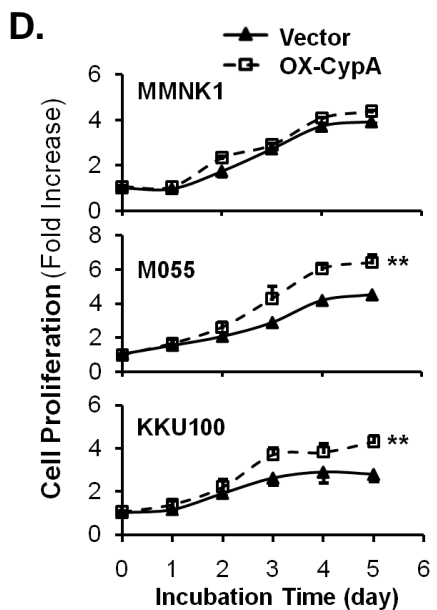 D.
Vector
OX-CypA
Cell Proliferation (Fold Increase)
MMNK1
6
4
2
0
M055
8
6
4
2
0
**
KKU100
6
4
2
0
**
0 1 2 3 4 5 6
Incubation Time (day)